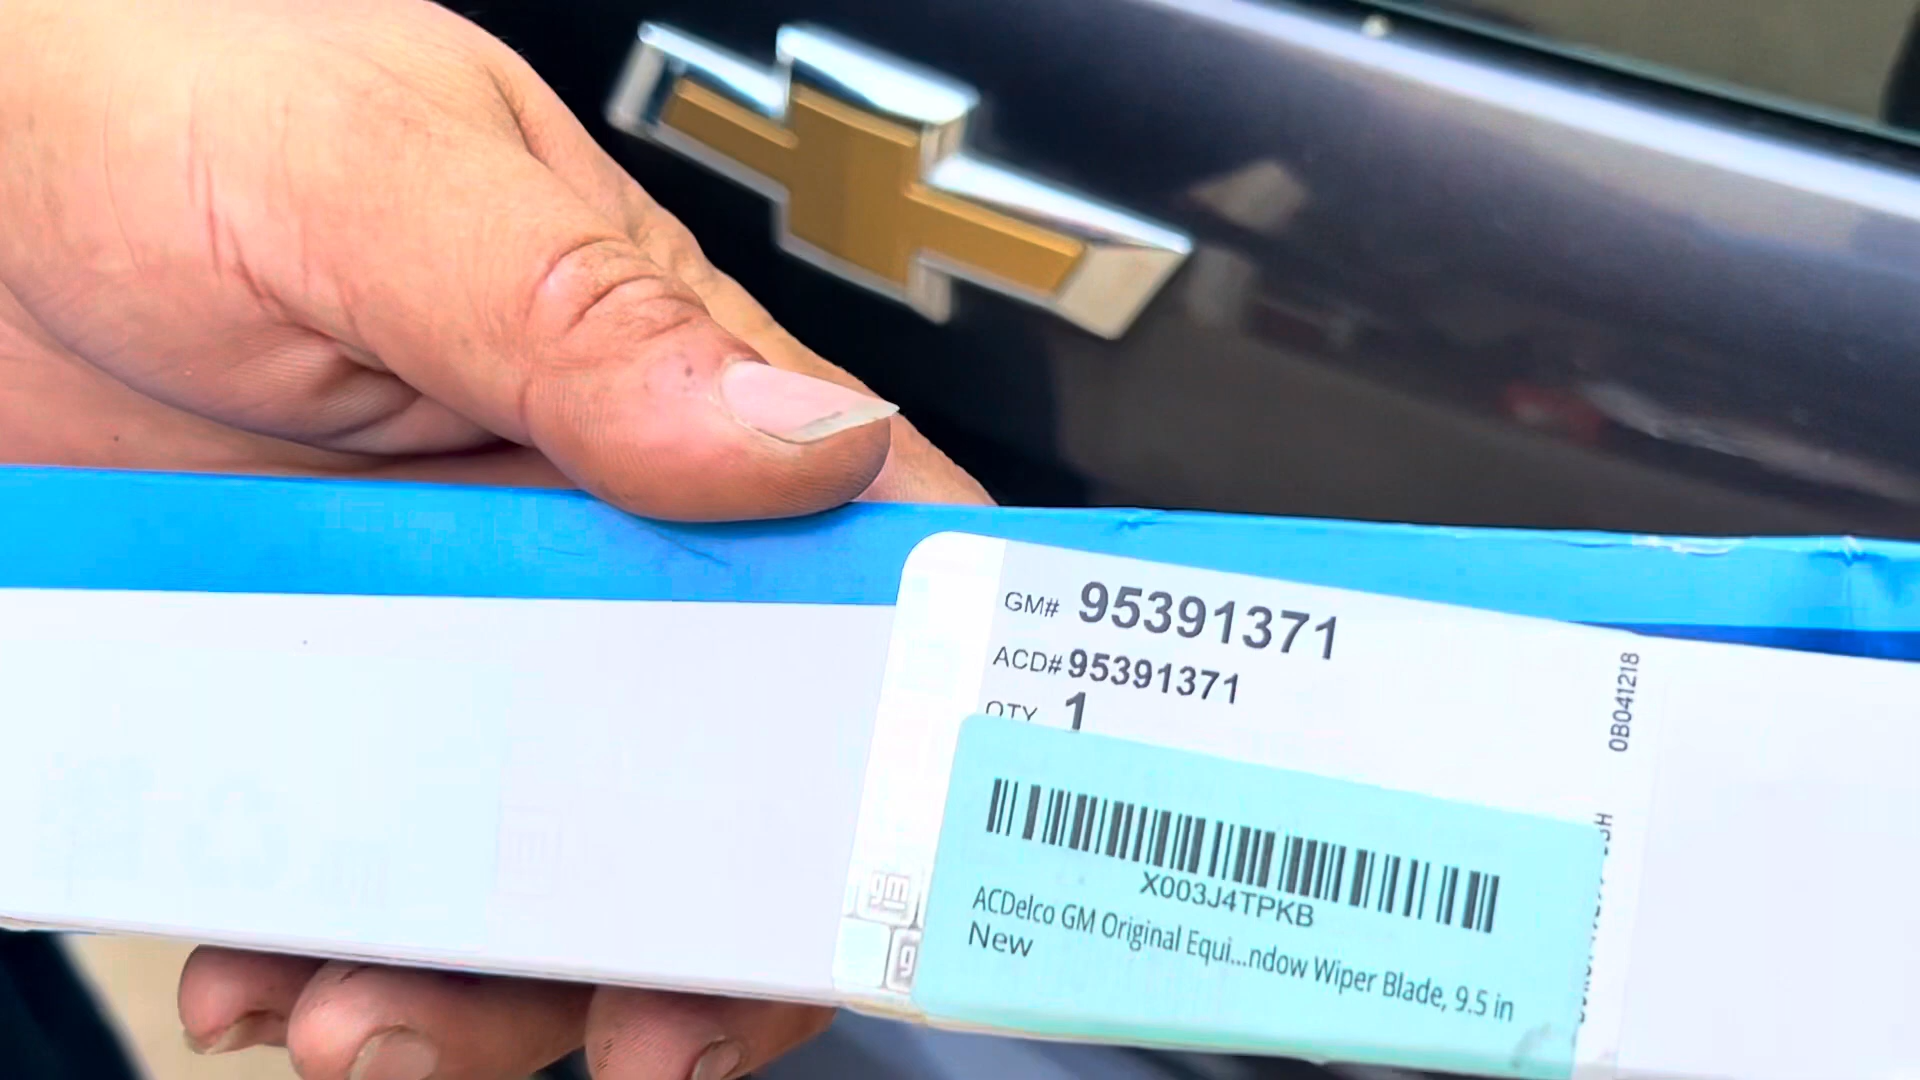 GM# 95391371
ACD# 95391371
QTY 1
0B041218
X003J4TPKB
ACDelco GM Original Equi...ndow Wiper Blade, 9.5 in
New
gm